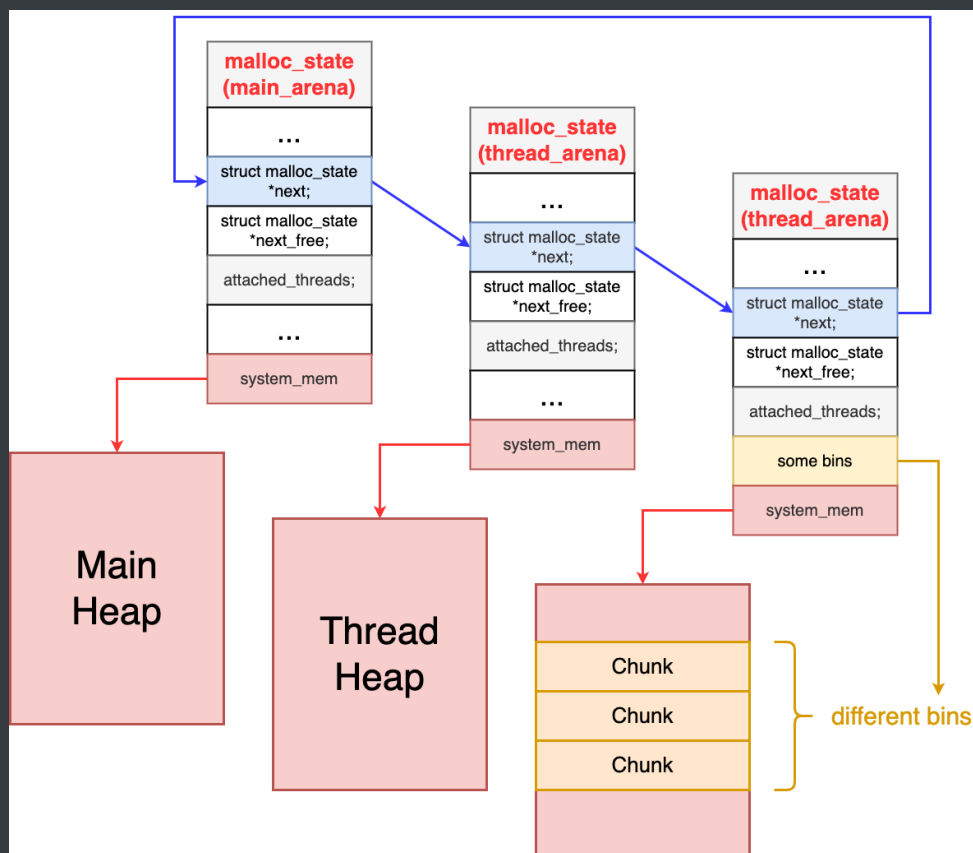 malloc_state
(main_arena)
...
struct malloc_state
*next;
struct malloc_state
*next_free;
attached_threads;
...
system_mem
malloc_state
(thread_arena)
...
struct malloc_state
*next;
struct malloc_state
*next_free;
attached_threads;
...
system_mem
malloc_state
(thread_arena)
...
struct malloc_state
*next;
struct malloc_state
*next_free;
attached_threads;
some bins
system_mem
Main
Heap
Thread
Heap
Chunk
Chunk
Chunk
different bins